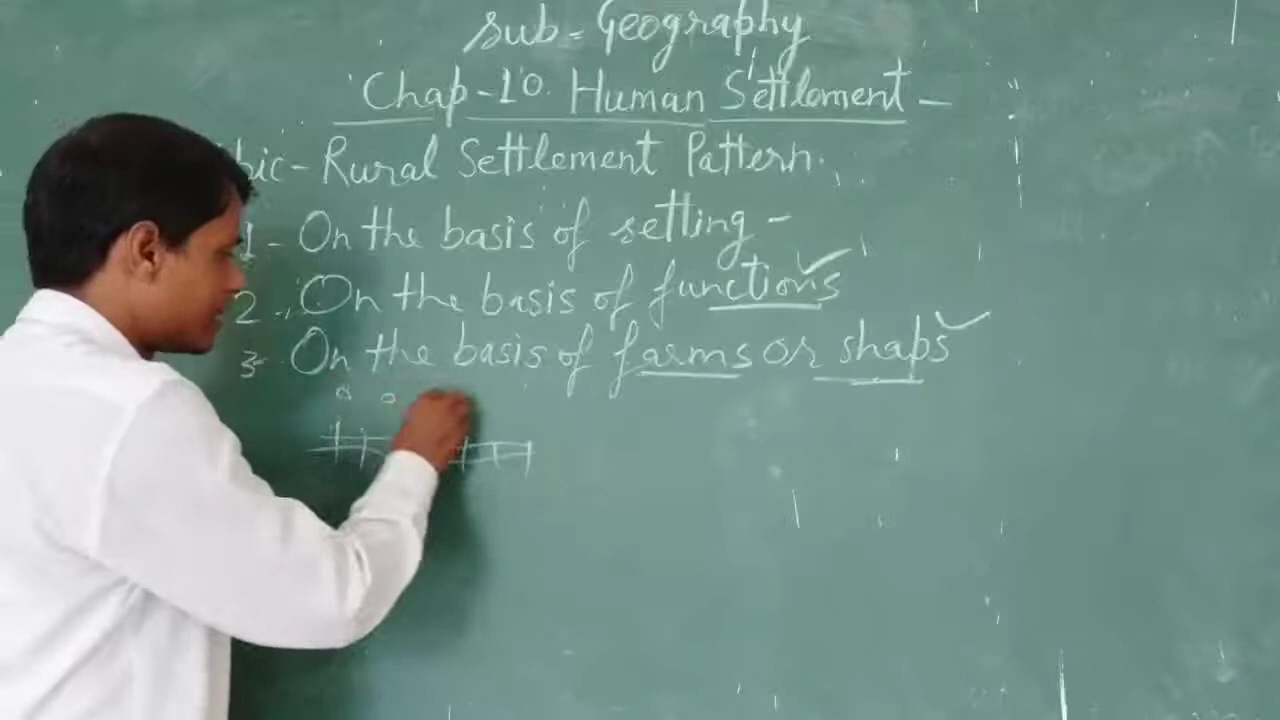 Sub = Geography
Chap-10. Human Settlement -
Rural Settlement Pattern.
1- On the basis of setting -
2. On the basis of functions
3- On the basis of farms or shaps